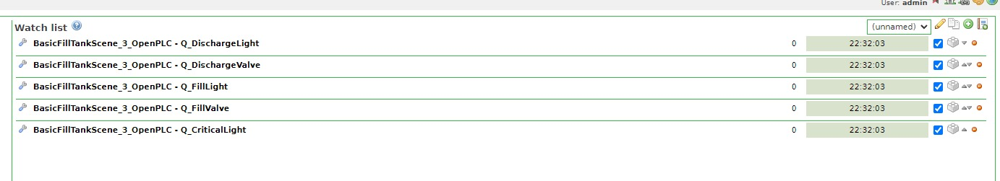 User: admin
Watch list
(unnamed)
BasicFillTankScene_3_OpenPLC - Q_DischargeLight 0 22:32:03
BasicFillTankScene_3_OpenPLC - Q_DischargeValve 0 22:32:03
BasicFillTankScene_3_OpenPLC - Q_FillLight 0 22:32:03
BasicFillTankScene_3_OpenPLC - Q_FillValve 0 22:32:03
BasicFillTankScene_3_OpenPLC - Q_CriticalLight 0 22:32:03